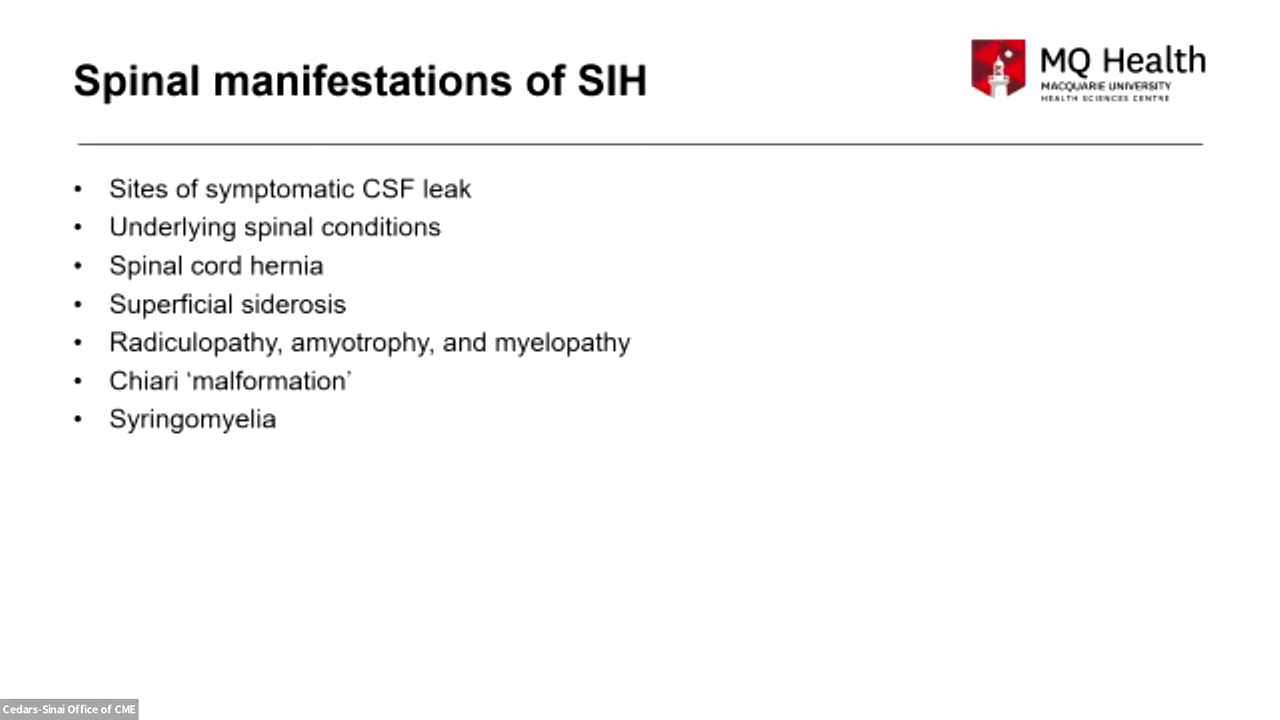 Spinal manifestations of SIH
MQ Health
MACQUARIE UNIVERSITY
HEALTH SCIENCES CENTRE
• Sites of symptomatic CSF leak
• Underlying spinal conditions
• Spinal cord hernia
• Superficial siderosis
• Radiculopathy, amyotrophy, and myelopathy
• Chiari ‘malformation’
• Syringomyelia
Cedars-Sinai Office of CME